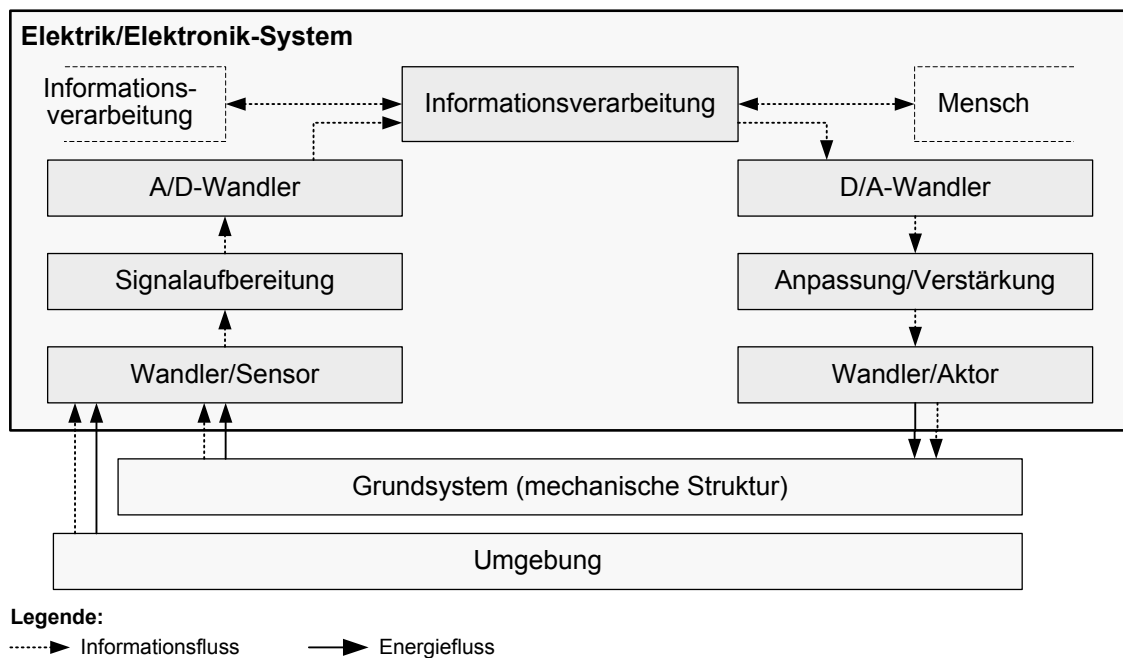 Elektrik/Elektronik-System
Informations-
verarbeitung
Informationsverarbeitung
Mensch
A/D-Wandler
D/A-Wandler
Signalaufbereitung
Anpassung/Verstärkung
Wandler/Sensor
Wandler/Aktor
Grundsystem (mechanische Struktur)
Umgebung
Legende:
Informationsfluss
Energiefluss